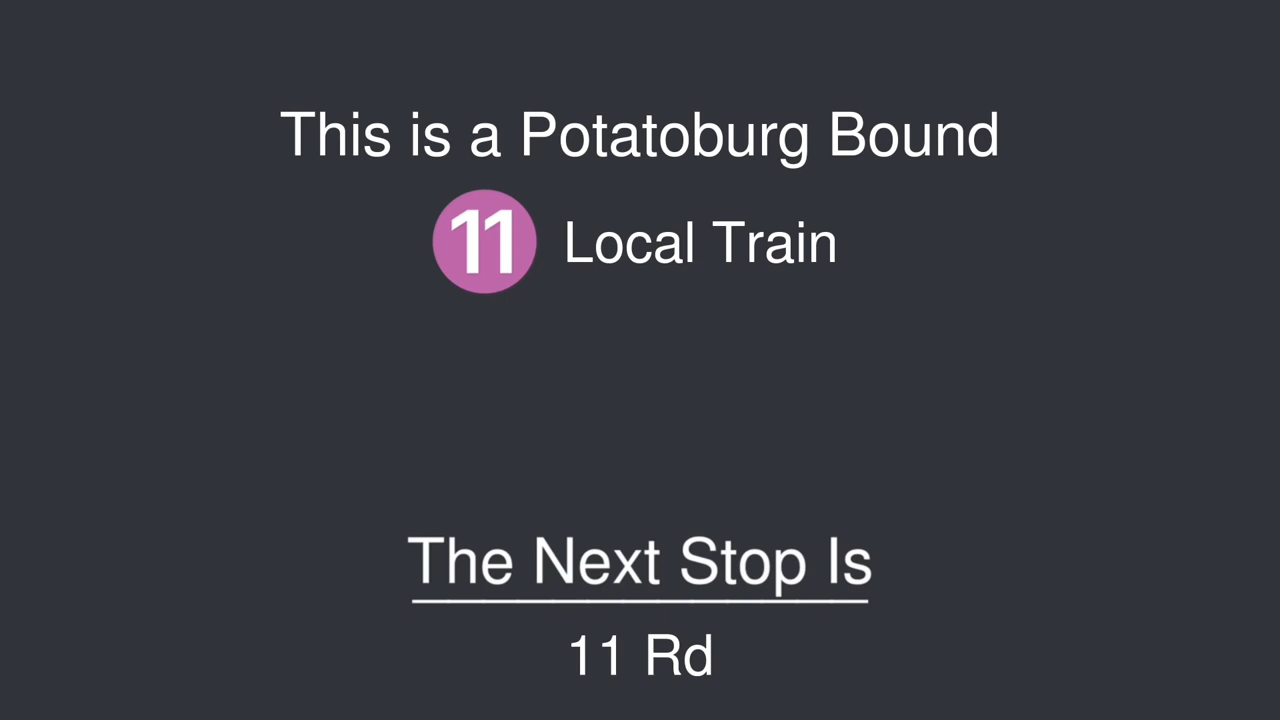 This is a Potatoburg Bound
11 Local Train
The Next Stop Is
11 Rd